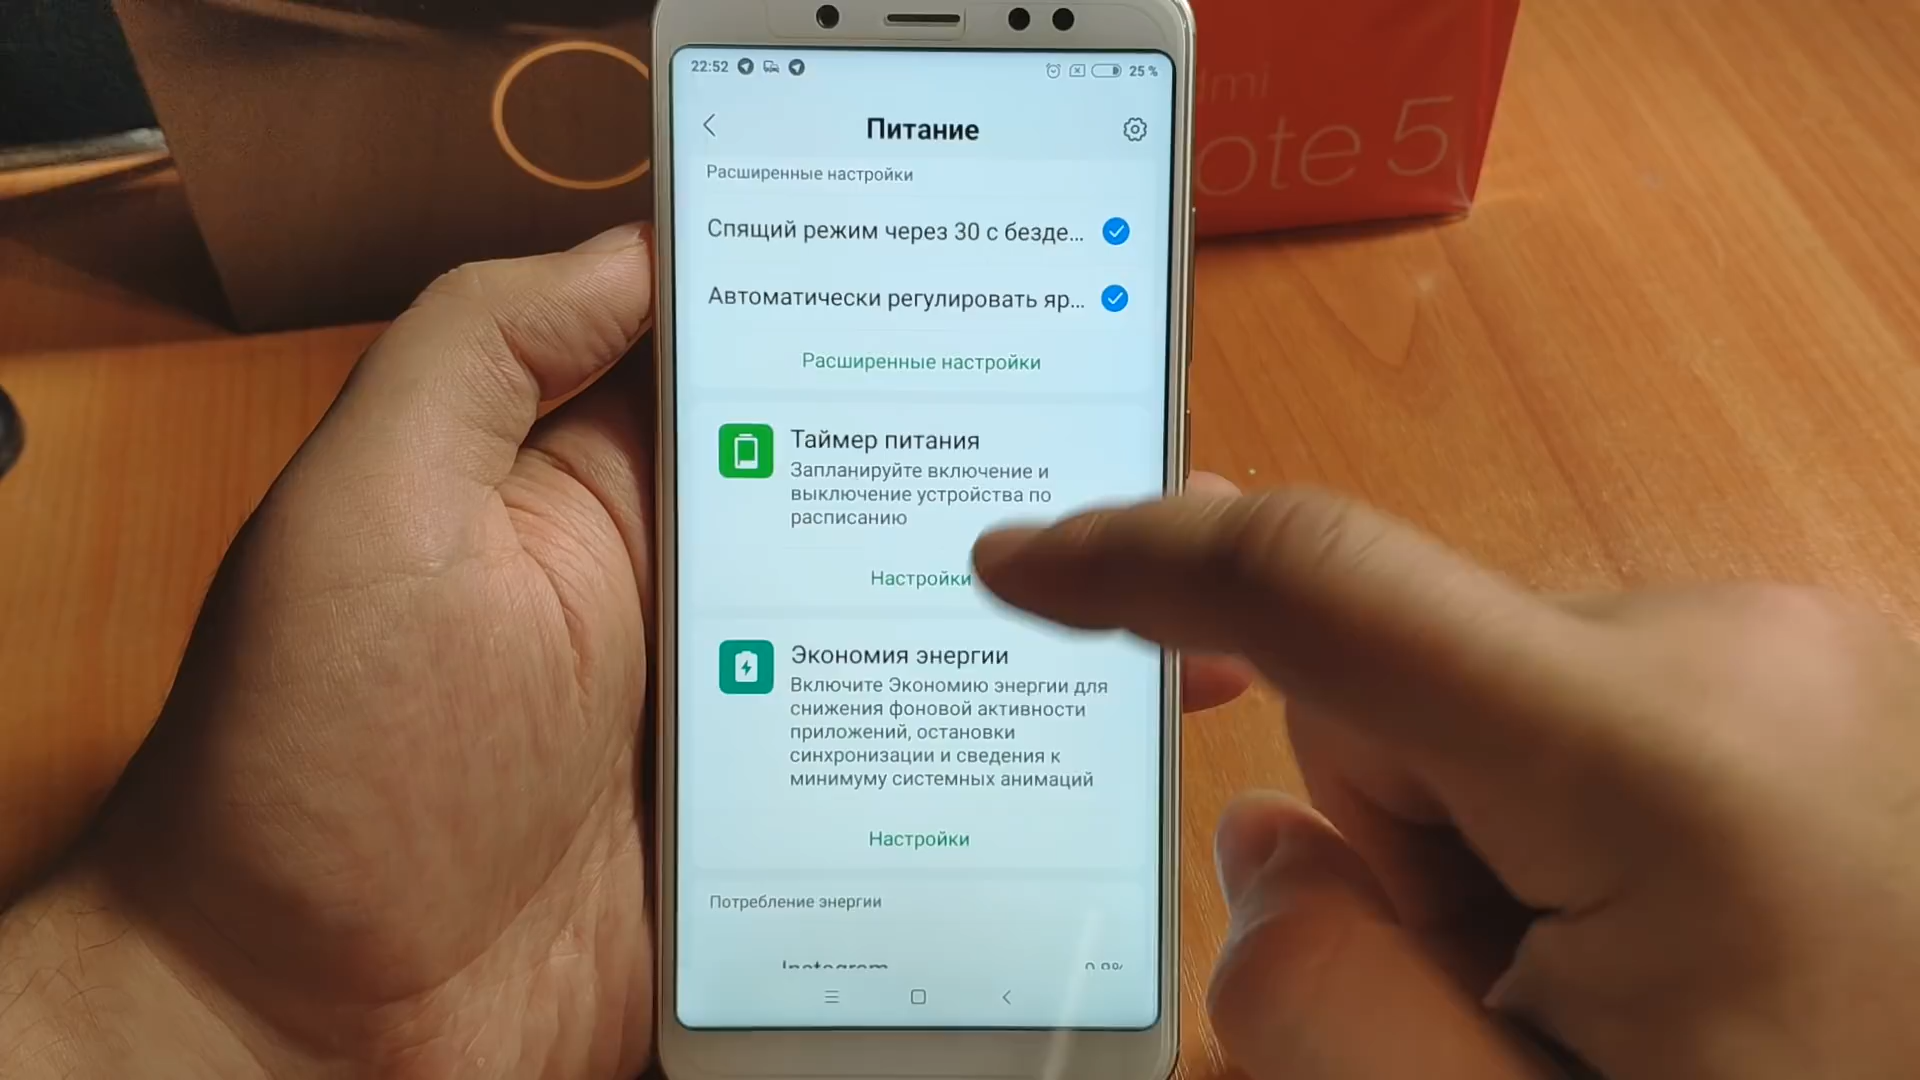 22:52
25 %
Питание
Расширенные настройки
Спящий режим через 30 с безде...
Автоматически регулировать яр...
Расширенные настройки
Таймер питания
Запланируйте включение и
выключение устройства по
расписанию
Настройки
Экономия энергии
Включите Экономию энергии для
снижения фоновой активности
приложений, остановки
синхронизации и сведения к
минимуму системных анимаций
Настройки
Потребление энергии
Instagram
mi
ote 5